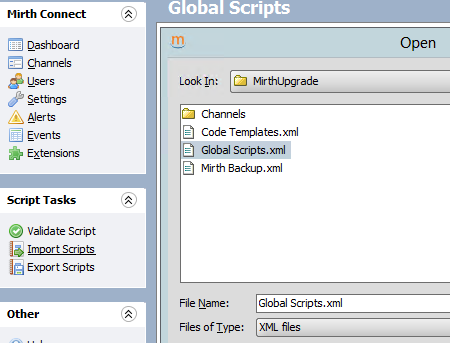 Mirth Connect
Dashboard
Channels
Users
Settings
Alerts
Events
Extensions
Script Tasks
Validate Script
Import Scripts
Export Scripts
Other
Global Scripts
m
Open
Look In:
MirthUpgrade
Channels
Code Templates.xml
Global Scripts.xml
Mirth Backup.xml
File Name:
Global Scripts.xml
Files of Type:
XML files